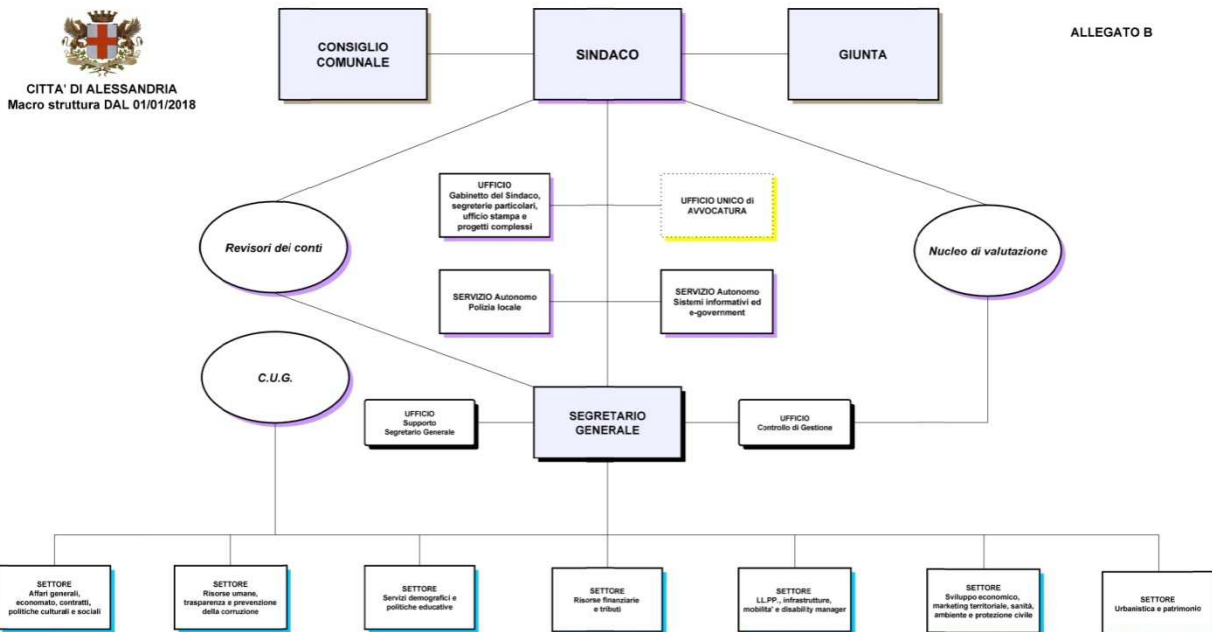 CITTA' DI ALESSANDRIA
Macro struttura DAL 01/01/2018
CONSIGLIO
COMUNALE
SINDACO
GIUNTA
ALLEGATO B
UFFICIO
Gabinetto del Sindaco,
segreterie particolari,
ufficio stampa e
progetti complessi
UFFICIO UNICO di
AVVOCATURA
Revisori dei conti
Nucleo di valutazione
SERVIZIO Autonomo
Polizia locale
SERVIZIO Autonomo
Sistemi informativi ed
e-government
C.U.G.
UFFICIO
Supporto
Segretario Generale
SEGRETARIO
GENERALE
UFFICIO
Controllo di Gestione
SETTORE
Affari generali,
economato, contratti,
politiche culturali e sociali
SETTORE
Risorse umane,
trasparenza e prevenzione
della corruzione
SETTORE
Servizi demografici e
politiche educative
SETTORE
Risorse finanziarie
e tributi
SETTORE
LL.PP., infrastrutture,
mobilita' e disability manager
SETTORE
Sviluppo economico,
marketing territoriale, sanità,
ambiente e protezione civile
SETTORE
Urbanistica e patrimonio